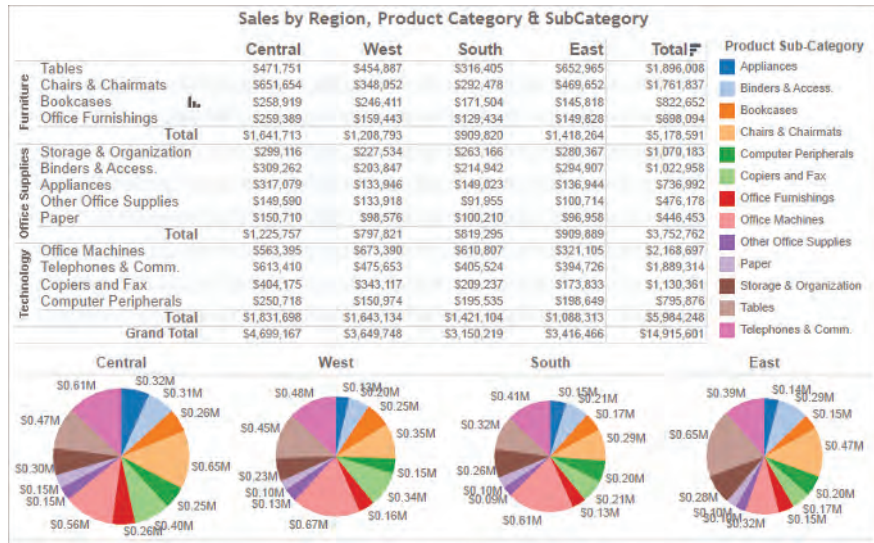 Sales by Region, Product Category & SubCategory
Central West South East Total
Product Sub-Category
Furniture
Tables $471,751 $454,887 $316,405 $652,965 $1,896,008
Chairs & Chairmats $651,654 $348,052 $292,478 $469,652 $1,761,837
Bookcases $258,919 $246,411 $171,504 $145,818 $822,652
Office Furnishings $259,389 $159,443 $129,434 $149,828 $698,094
Total $1,641,713 $1,208,793 $909,820 $1,418,264 $5,178,591
Office Supplies
Storage & Organization $299,116 $227,534 $263,166 $280,367 $1,070,183
Binders & Access. $309,262 $203,847 $214,942 $294,907 $1,022,958
Appliances $317,079 $133,946 $149,023 $136,944 $736,992
Other Office Supplies $149,590 $133,918 $91,955 $100,714 $476,178
Paper $150,710 $98,576 $100,210 $96,958 $446,453
Total $1,225,757 $797,821 $819,295 $909,889 $3,752,762
Technology
Office Machines $563,395 $673,390 $610,807 $321,105 $2,168,697
Telephones & Comm. $613,410 $475,653 $405,524 $394,726 $1,889,314
Copiers and Fax $404,175 $343,117 $209,237 $173,833 $1,130,361
Computer Peripherals $250,718 $150,974 $195,535 $198,649 $795,876
Total $1,831,698 $1,643,134 $1,421,104 $1,088,313 $5,984,248
Grand Total $4,699,167 $3,649,748 $3,150,219 $3,416,466 $14,915,601
Appliances
Binders & Access.
Bookcases
Chairs & Chairmats
Computer Peripherals
Copiers and Fax
Office Furnishings
Office Machines
Other Office Supplies
Paper
Storage & Organization
Tables
Telephones & Comm.
Central
$0.32M
$0.31M
$0.26M
$0.65M
$0.25M
$0.40M
$0.26M
$0.56M
$0.15M
$0.15M
$0.30M
$0.47M
$0.61M
West
$0.13M
$0.20M
$0.25M
$0.35M
$0.15M
$0.34M
$0.16M
$0.67M
$0.13M
$0.10M
$0.23M
$0.45M
$0.48M
South
$0.15M
$0.21M
$0.17M
$0.29M
$0.20M
$0.21M
$0.13M
$0.61M
$0.09M
$0.10M
$0.26M
$0.32M
$0.41M
East
$0.14M
$0.29M
$0.15M
$0.47M
$0.20M
$0.17M
$0.15M
$0.32M
$0.10M
$0.10M
$0.28M
$0.65M
$0.39M